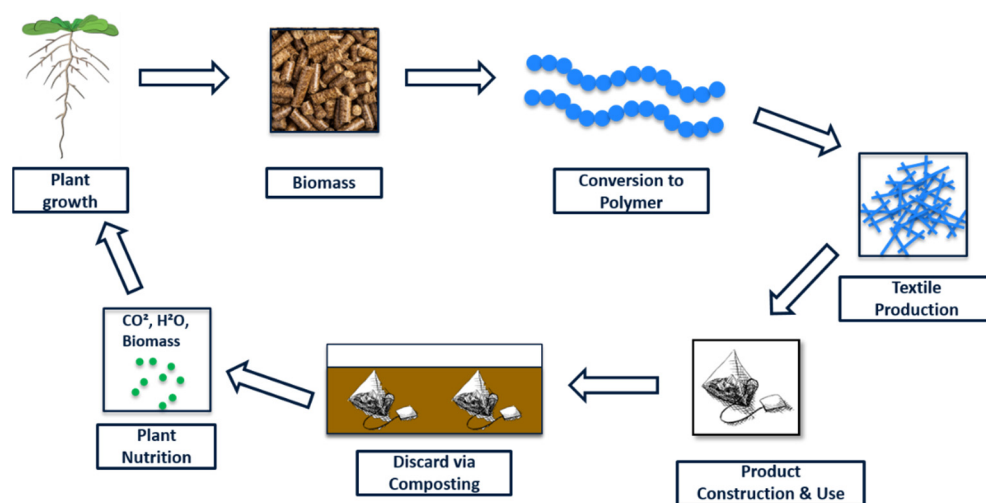 Plant
growth
Biomass
Conversion to
Polymer
Textile
Production
Product
Construction & Use
Discard via
Composting
CO², H²O,
Biomass
Plant
Nutrition